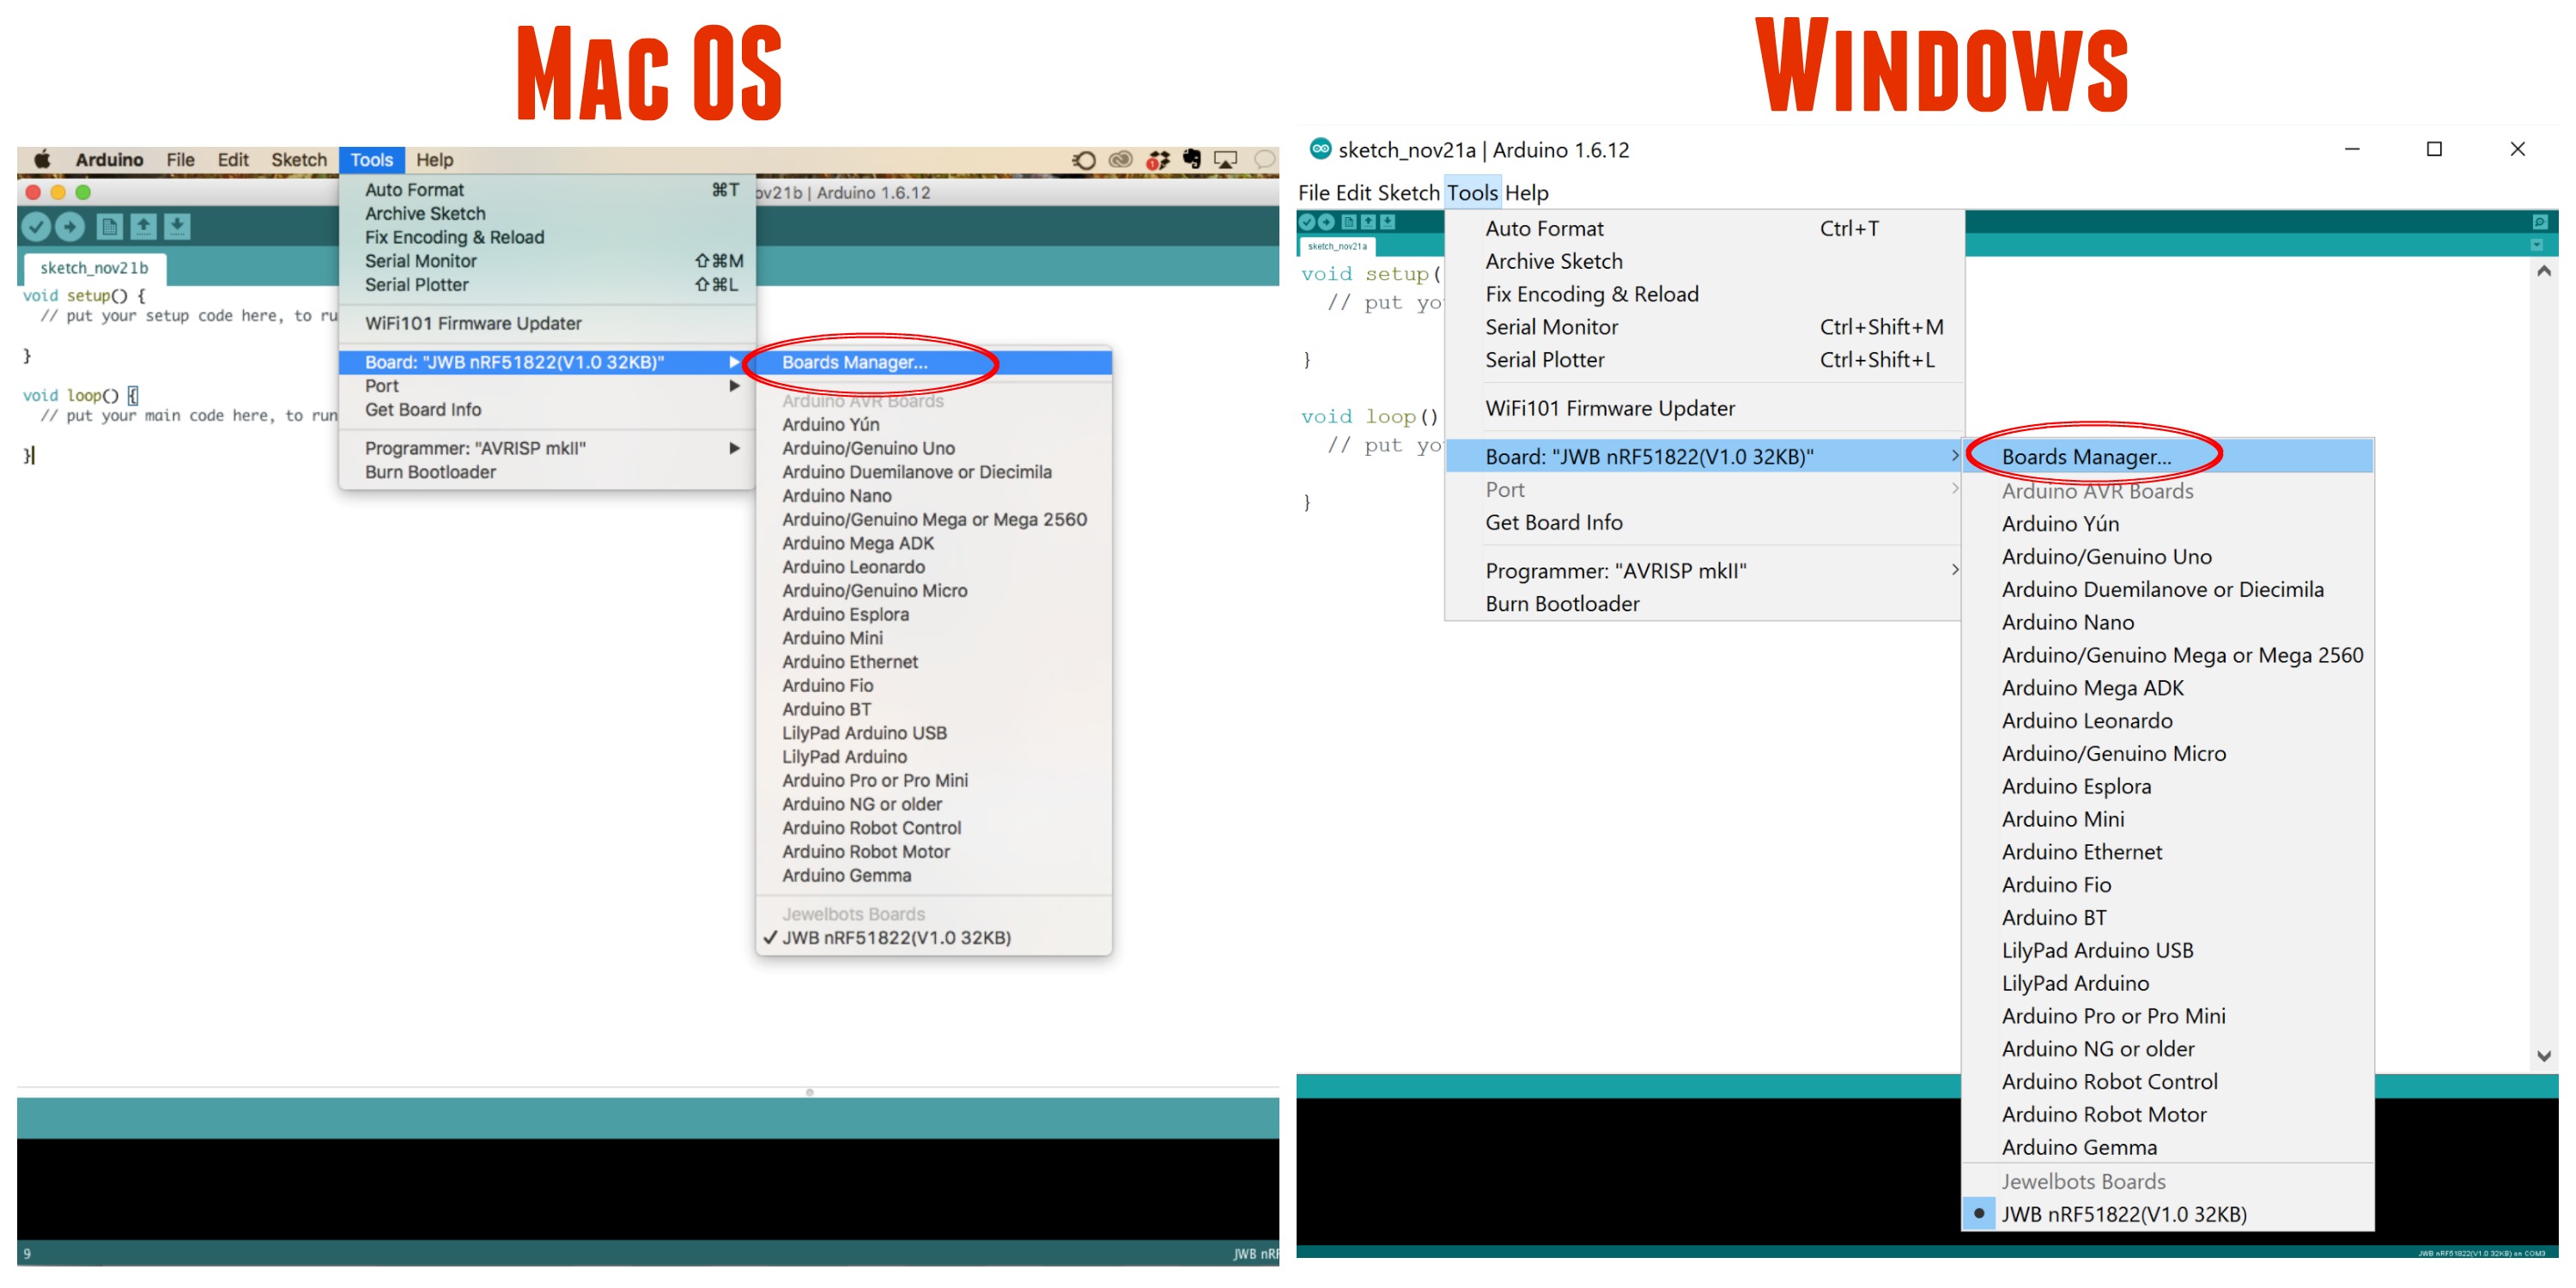 MAC OS
Arduino File Edit Sketch Tools Help
ov21b | Arduino 1.6.12
sketch_nov21b
void setup() {
// put your setup code here, to ru
}
void loop() {
// put your main code here, to run
}
Auto Format ⌘T
Archive Sketch
Fix Encoding & Reload
Serial Monitor ⇧⌘M
Serial Plotter ⇧⌘L
WiFi101 Firmware Updater
Board: "JWB nRF51822(V1.0 32KB)"
Port
Get Board Info
Programmer: "AVRISP mkII"
Burn Bootloader
Boards Manager...
Arduino AVR Boards
Arduino Yún
Arduino/Genuino Uno
Arduino Duemilanove or Diecimila
Arduino Nano
Arduino/Genuino Mega or Mega 2560
Arduino Mega ADK
Arduino Leonardo
Arduino/Genuino Micro
Arduino Esplora
Arduino Mini
Arduino Ethernet
Arduino Fio
Arduino BT
LilyPad Arduino USB
LilyPad Arduino
Arduino Pro or Pro Mini
Arduino NG or older
Arduino Robot Control
Arduino Robot Motor
Arduino Gemma
Jewelbots Boards
✓ JWB nRF51822(V1.0 32KB)
9
JWB nRF
WINDOWS
sketch_nov21a | Arduino 1.6.12
File Edit Sketch Tools Help
sketch_nov21a
void setup(
// put yo
}
void loop()
// put yo
}
Auto Format Ctrl+T
Archive Sketch
Fix Encoding & Reload
Serial Monitor Ctrl+Shift+M
Serial Plotter Ctrl+Shift+L
WiFi101 Firmware Updater
Board: "JWB nRF51822(V1.0 32KB)"
Port
Get Board Info
Programmer: "AVRISP mkII"
Burn Bootloader
Boards Manager...
Arduino AVR Boards
Arduino Yún
Arduino/Genuino Uno
Arduino Duemilanove or Diecimila
Arduino Nano
Arduino/Genuino Mega or Mega 2560
Arduino Mega ADK
Arduino Leonardo
Arduino/Genuino Micro
Arduino Esplora
Arduino Mini
Arduino Ethernet
Arduino Fio
Arduino BT
LilyPad Arduino USB
LilyPad Arduino
Arduino Pro or Pro Mini
Arduino NG or older
Arduino Robot Control
Arduino Robot Motor
Arduino Gemma
Jewelbots Boards
JWB nRF51822(V1.0 32KB)
JWB nRF51822(V1.0 32KB) on COM3